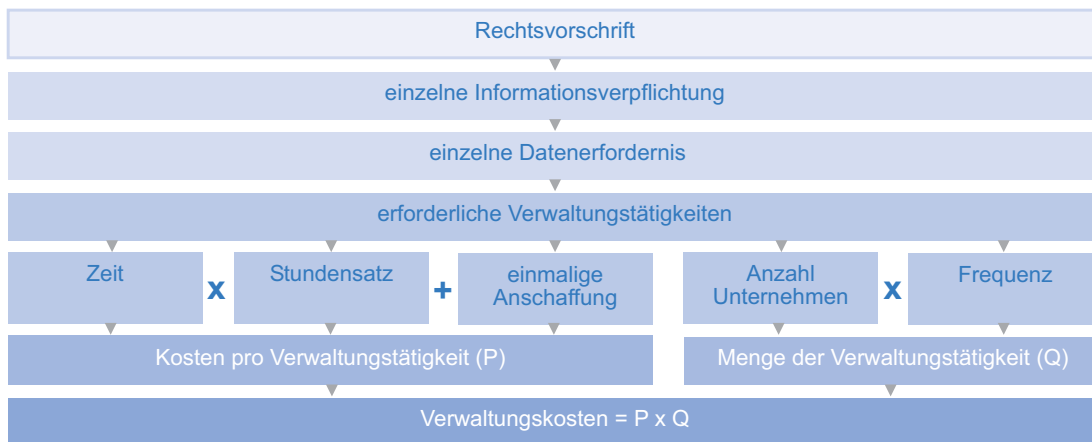 Rechtsvorschrift
einzelne Informationsverpflichtung
einzelne Datenerfordernis
erforderliche Verwaltungstätigkeiten
Zeit
x
Stundensatz
+
einmalige
Anschaffung
Anzahl
Unternehmen
x
Frequenz
Kosten pro Verwaltungstätigkeit (P)
Menge der Verwaltungstätigkeit (Q)
Verwaltungskosten = P x Q